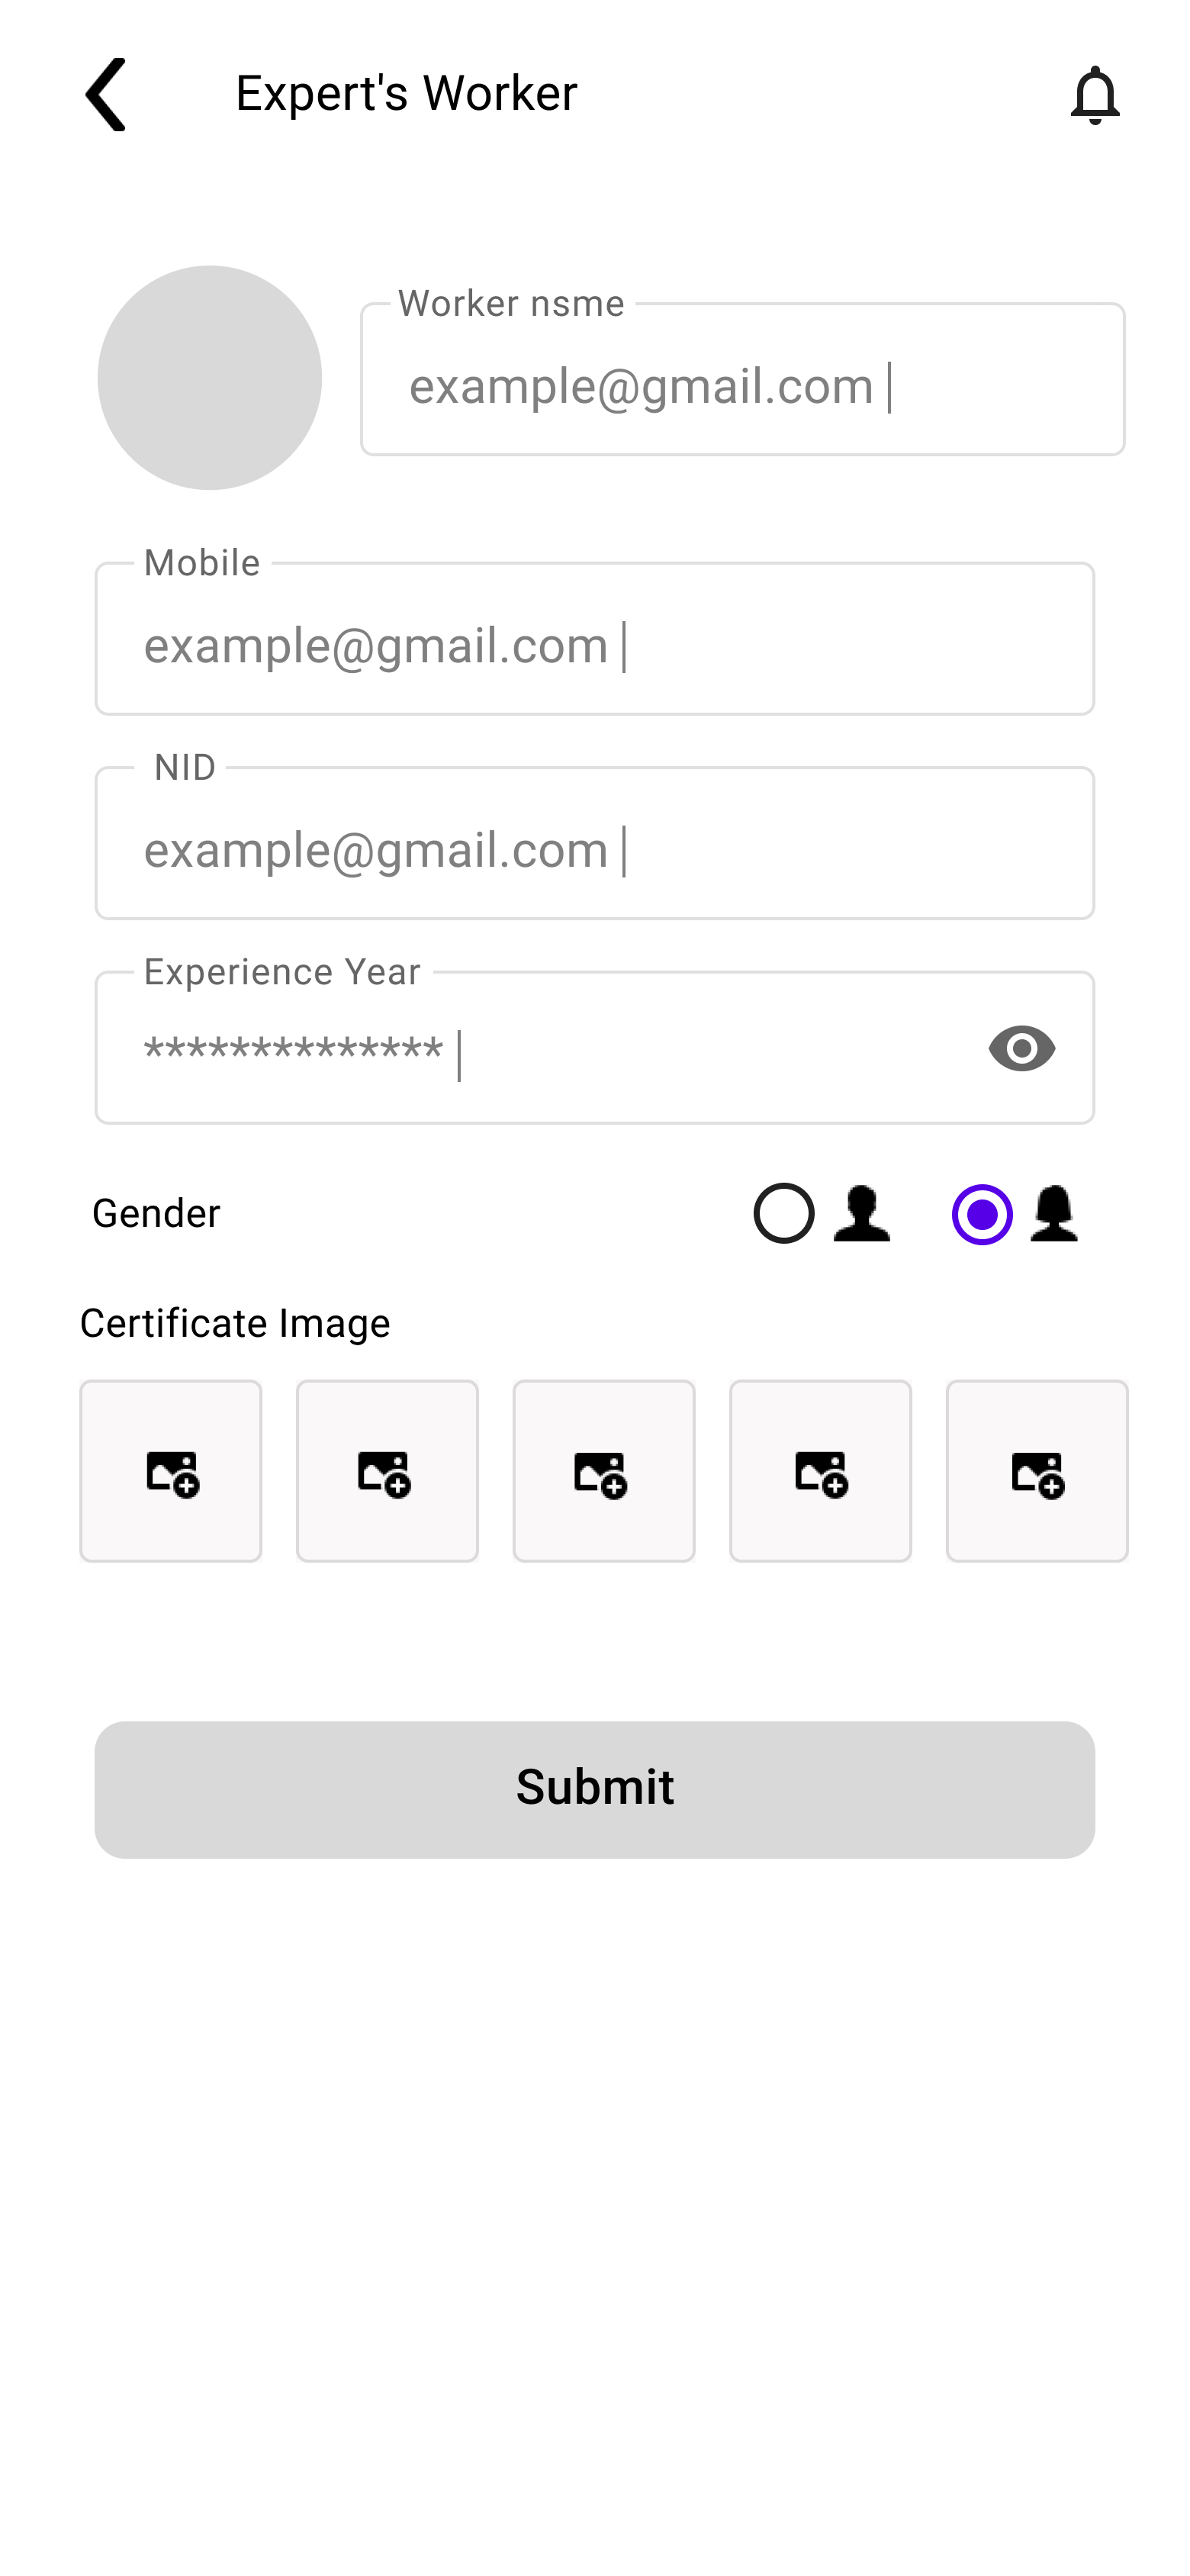 Expert's Worker
Worker nsme
example@gmail.com
Mobile
example@gmail.com
NID
example@gmail.com
Experience Year
**************
Gender
Certificate Image
Submit